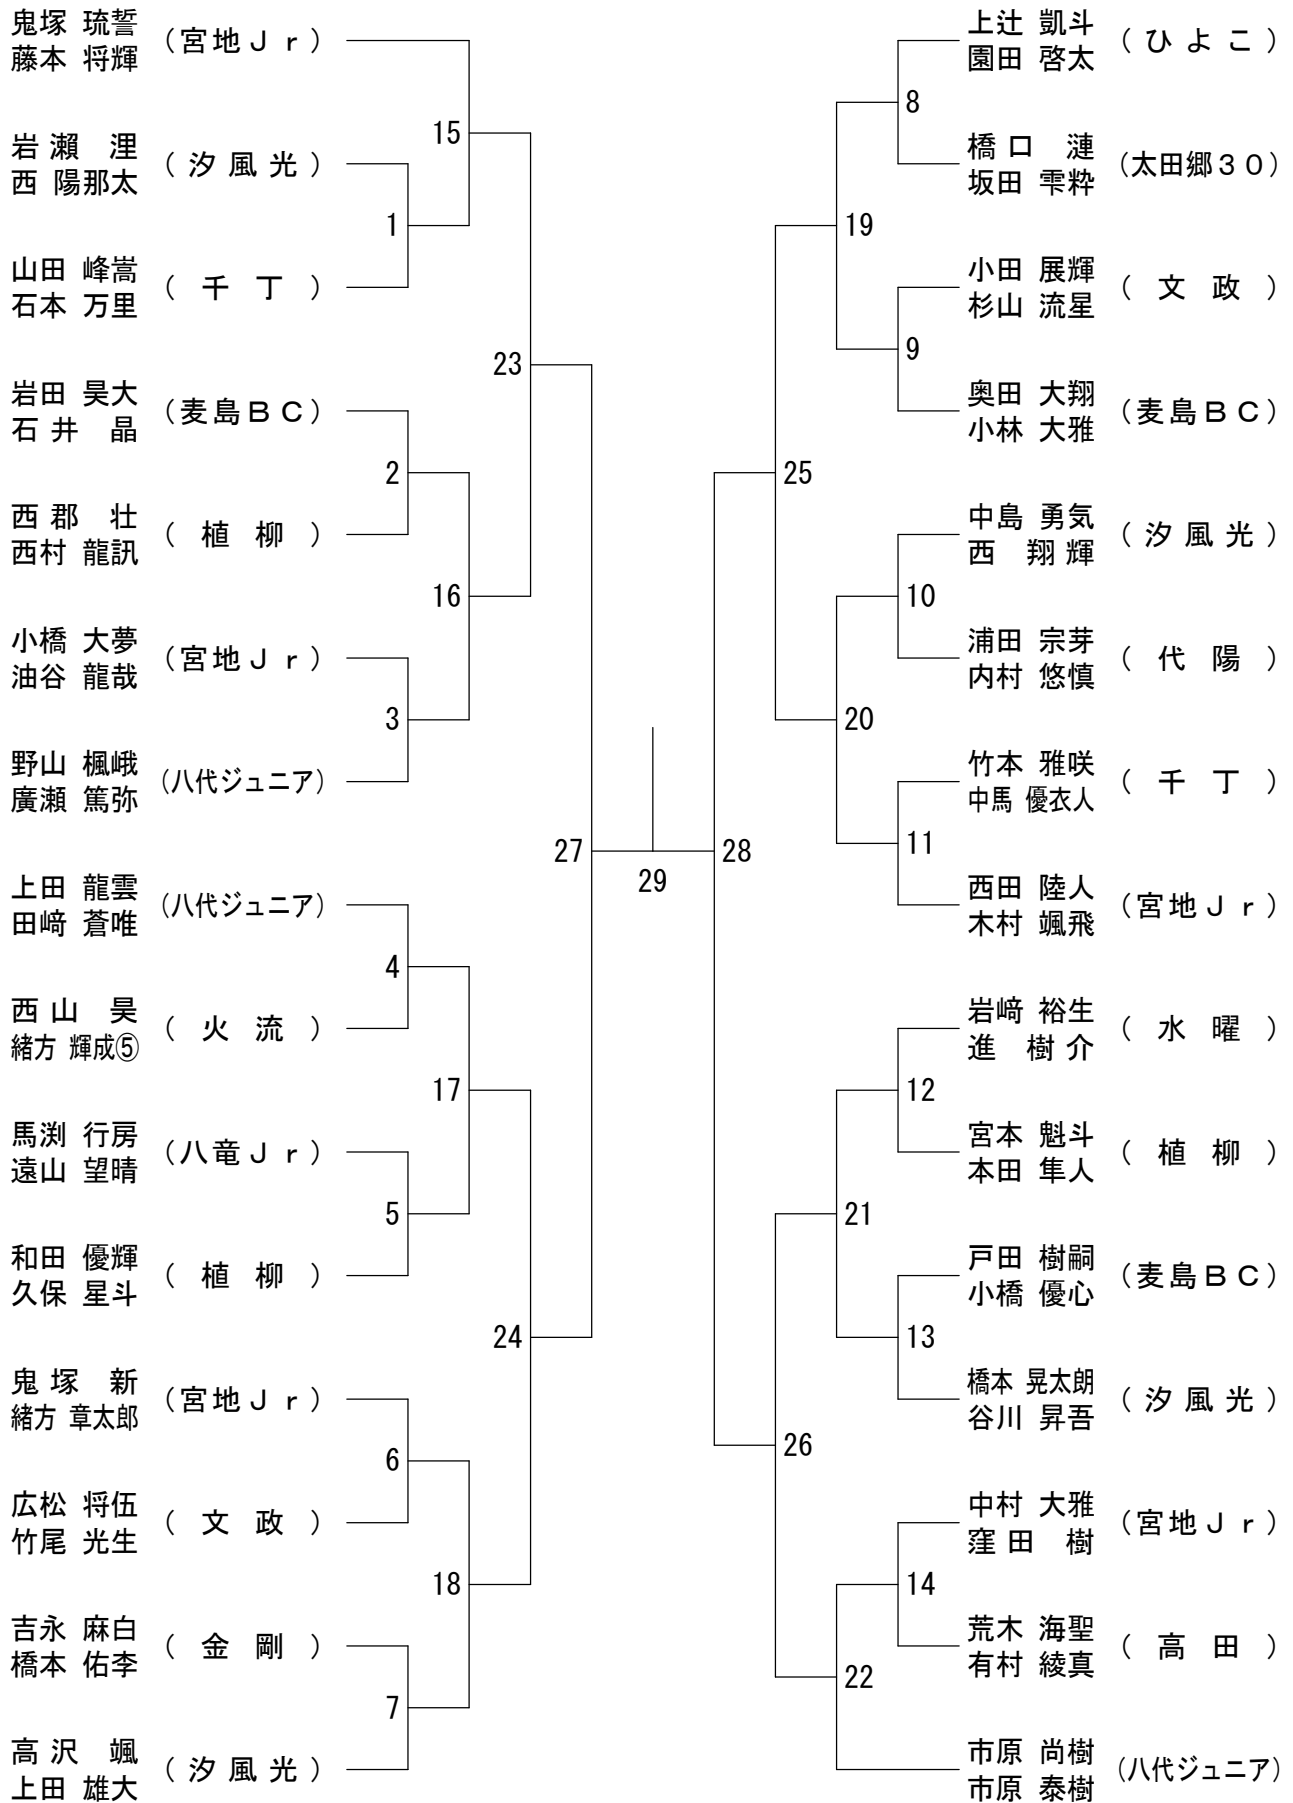 鬼塚 琉誓
藤本 将輝
(宮地Ｊｒ)
15
岩瀬 浬
西 陽那太
(汐風光)
1
山田 峰嵩
石本 万里
(千丁)
23
岩田 昊大
石井 晶
(麦島ＢＣ)
2
西郡 壮
西村 龍訊
(植柳)
16
小橋 大夢
油谷 龍哉
(宮地Ｊｒ)
3
野山 楓峨
廣瀬 篤弥
(八代ジュニア)
27
上田 龍雲
田﨑 蒼唯
(八代ジュニア)
4
西山 昊
緒方 輝成⑤
(火流)
17
馬渕 行房
遠山 望晴
(八竜Ｊｒ)
5
和田 優輝
久保 星斗
(植柳)
24
鬼塚 新
緒方 章太郎
(宮地Ｊｒ)
6
広松 将伍
竹尾 光生
(文政)
18
吉永 麻白
橋本 佑李
(金剛)
7
高沢 颯
上田 雄大
(汐風光)
29
上辻 凱斗
園田 啓太
(ひよこ)
8
橋口 漣
坂田 雫粋
(太田郷３０)
19
小田 展輝
杉山 流星
(文政)
9
奥田 大翔
小林 大雅
(麦島ＢＣ)
25
中島 勇気
西 翔輝
(汐風光)
10
浦田 宗芽
内村 悠慎
(代陽)
20
竹本 雅咲
中馬 優衣人
(千丁)
11
西田 陸人
木村 颯飛
(宮地Ｊｒ)
28
岩﨑 裕生
進 樹介
(水曜)
12
宮本 魁斗
本田 隼人
(植柳)
21
戸田 樹嗣
小橋 優心
(麦島ＢＣ)
13
橋本 晃太朗
谷川 昇吾
(汐風光)
26
中村 大雅
窪田 樹
(宮地Ｊｒ)
14
荒木 海聖
有村 綾真
(高田)
22
市原 尚樹
市原 泰樹
(八代ジュニア)